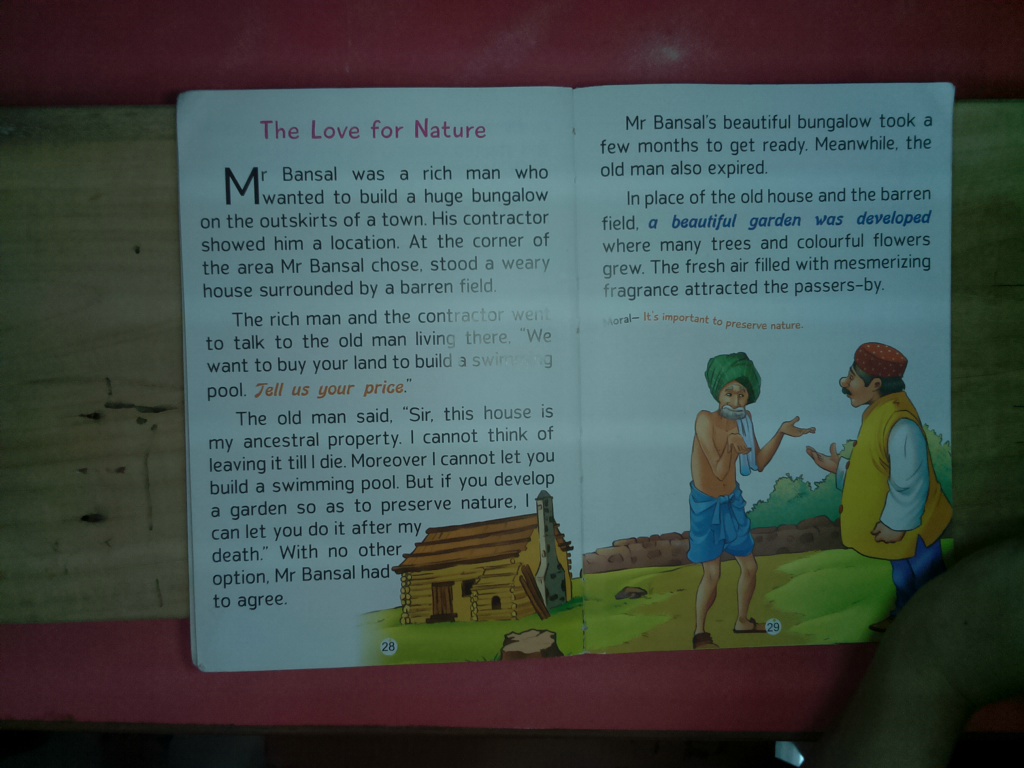 The Love for Nature
Mr Bansal was a rich man who
wanted to build a huge bungalow
on the outskirts of a town. His contractor
showed him a location. At the corner of
the area Mr Bansal chose, stood a weary
house surrounded by a barren field.
The rich man and the contractor went
to talk to the old man living there. "We
want to buy your land to build a swimming
pool. Tell us your price."
The old man said, "Sir, this house is
my ancestral property. I cannot think of
leaving it till I die. Moreover I cannot let you
build a swimming pool. But if you develop
a garden so as to preserve nature, I
can let you do it after my
death." With no other
option, Mr Bansal had
to agree.
28
Mr Bansal's beautiful bungalow took a
few months to get ready. Meanwhile, the
old man also expired.
In place of the old house and the barren
field, a beautiful garden was developed
where many trees and colourful flowers
grew. The fresh air filled with mesmerizing
fragrance attracted the passers-by.
Moral– It's important to preserve nature.
29